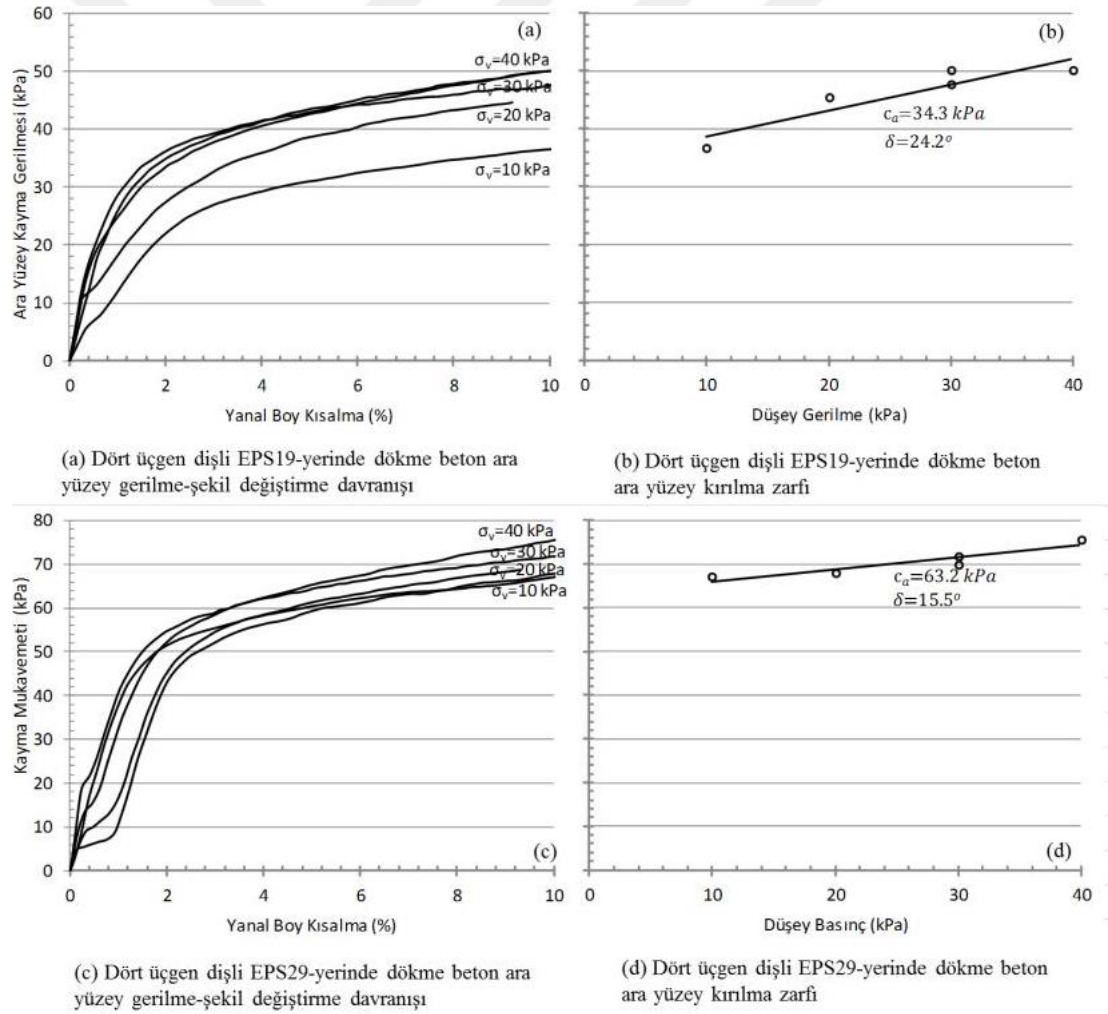 (a)
60
50
40
30
20
10
0
Ara Yüzey Kayma Gerilmesi (kPa)
σv=40 kPa
σv=30 kPa
σv=20 kPa
σv=10 kPa
0 2 4 6 8 10
Yanal Boy Kısalma (%)
(b)
ca=34.3 kPa
δ=24.2°
0 10 20 30 40
Düşey Gerilme (kPa)
(a) Dört üçgen dişli EPS19-yerinde dökme beton ara
yüzey gerilme-şekil değiştirme davranışı
(b) Dört üçgen dişli EPS19-yerinde dökme beton
ara yüzey kırılma zarfı
80
70
60
50
40
30
20
10
0
Kayma Mukavemeti (kPa)
σv=40 kPa
σv=30 kPa
σv=20 kPa
σv=10 kPa
(c)
0 2 4 6 8 10
Yanal Boy Kısalma (%)
ca=63.2 kPa
δ=15.5°
(d)
0 10 20 30 40
Düşey Basınç (kPa)
(c) Dört üçgen dişli EPS29-yerinde dökme beton ara
yüzey gerilme-şekil değiştirme davranışı
(d) Dört üçgen dişli EPS29-yerinde dökme beton
ara yüzey kırılma zarfı